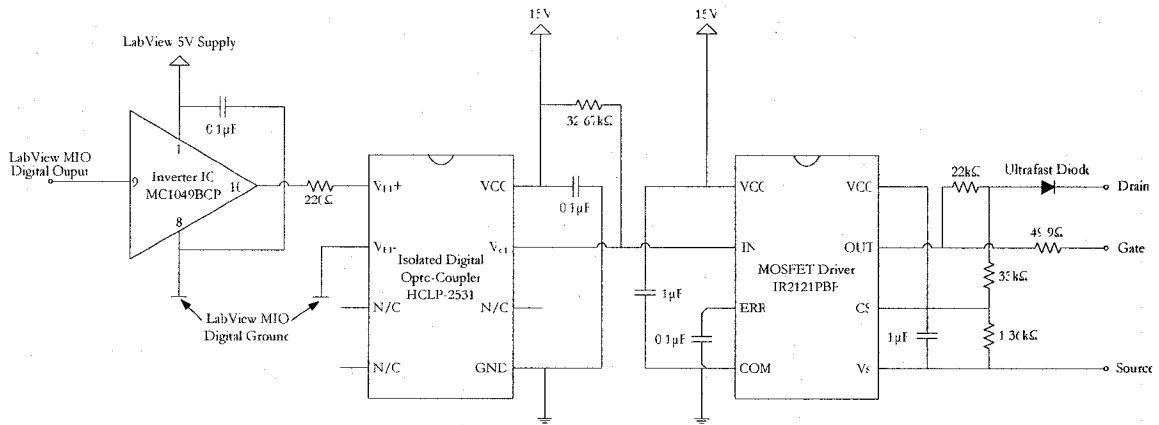 15V
15V
LabView 5V Supply
0.1µF
32.67kΩ
LabView MIO
Digital Ouput
9
1
Inverter IC
MC1049BCP
10
8
220Ω
VCC
0.1µF
Isolated Digital
Opto-Coupler
HCLP-2531
N/C
N/C
N/C
GND
LabView MIO
Digital Ground
1µF
0.1µF
VCC
IN
ERR
COM
MOSFET Driver
IR2121PBF
VCC
OUT
CS
Vs
22kΩ
Ultrafast Diode
Drain
49.9Ω
Gate
33kΩ
1µF
1.30kΩ
Source